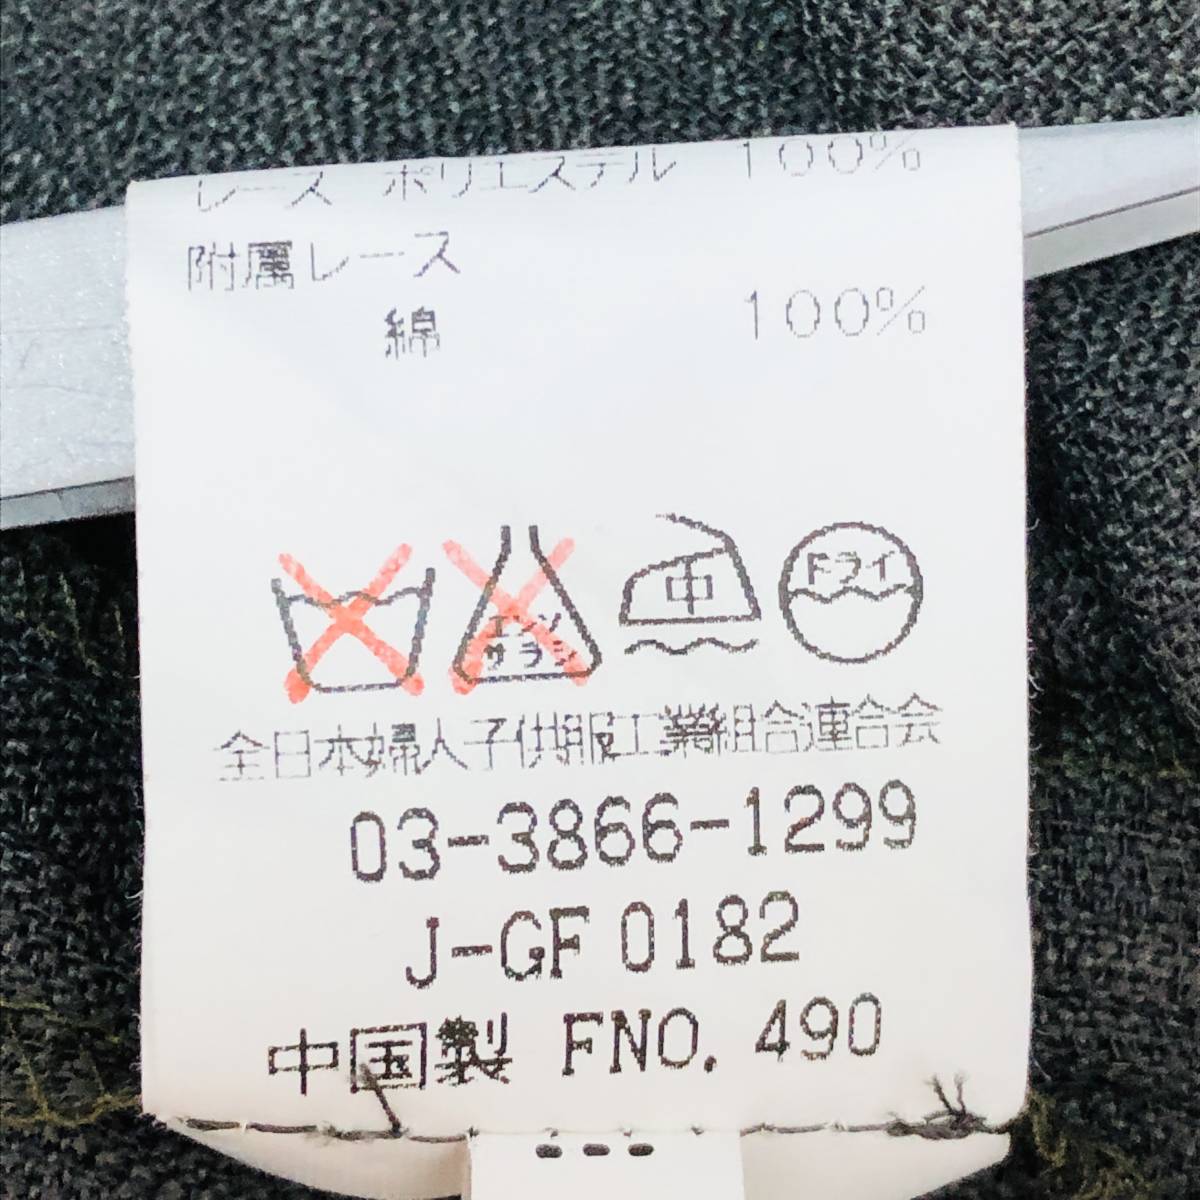 レース ポリエステル 100%
附属レース
綿 100%
エンソ
サラシ
中
ドライ
全日本婦人子供服工業組合連合会
03-3866-1299
J-GF 0182
中国製 FNO. 490